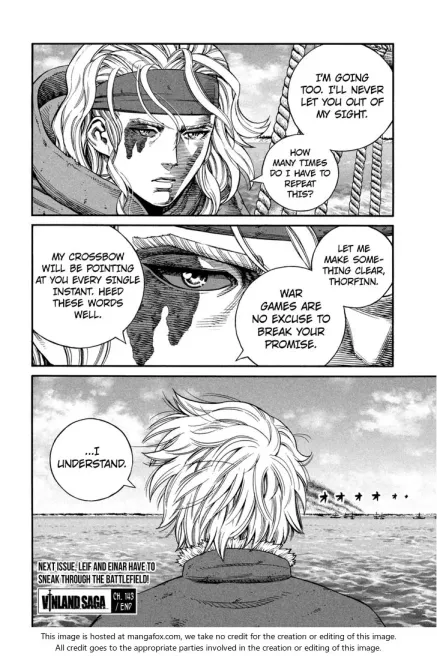 I'M GOING
TOO. I'LL NEVER
LET YOU OUT OF
MY SIGHT.
HOW
MANY TIMES
DO I HAVE TO
REPEAT
THIS?
LET ME
MAKE SOME-
THING CLEAR,
THORFINN.
WAR
GAMES ARE
NO EXCUSE TO
BREAK YOUR
PROMISE.
MY CROSSBOW
WILL BE POINTING
AT YOU EVERY SINGLE
INSTANT. HEED
THESE WORDS
WELL.
...I
UNDERSTAND.
オオオオ・・
NEXT ISSUE, LEIF AND EINAR HAVE TO
SNEAK THROUGH THE BATTLEFIELD!
VINLAND SAGA
CH. 143
/ END
This image is hosted at mangafox.com, we take no credit for the creation or editing of this image.
All credit goes to the appropriate parties involved in the creation or editing of this image.